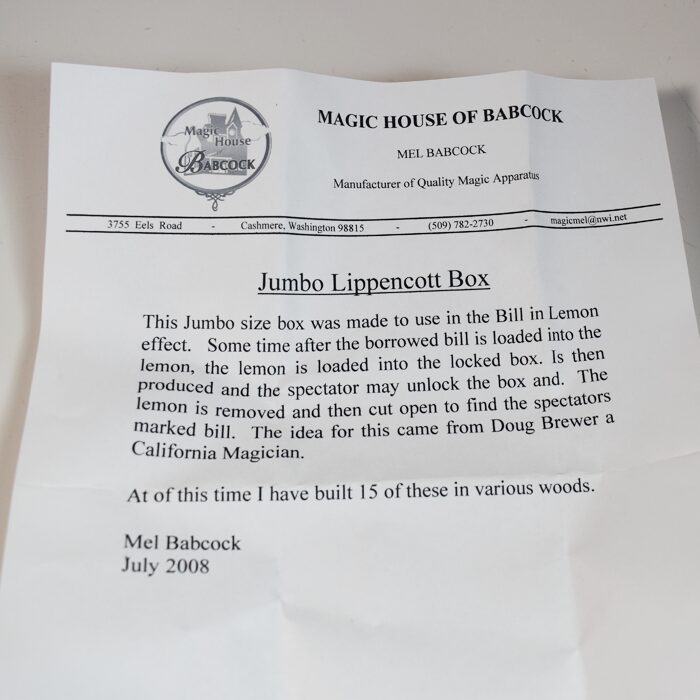 Magic
House
of
BABCOCK
MAGIC HOUSE OF BABCOCK
MEL BABCOCK
Manufacturer of Quality Magic Apparatus
3755 Eels Road - Cashmere, Washington 98815 - (509) 782-2730 - magicmel@nwi.net
Jumbo Lippencott Box
This Jumbo size box was made to use in the Bill in Lemon
effect. Some time after the borrowed bill is loaded into the
lemon, the lemon is loaded into the locked box. Is then
produced and the spectator may unlock the box and. The
lemon is removed and then cut open to find the spectators
marked bill. The idea for this came from Doug Brewer a
California Magician.
At of this time I have built 15 of these in various woods.
Mel Babcock
July 2008